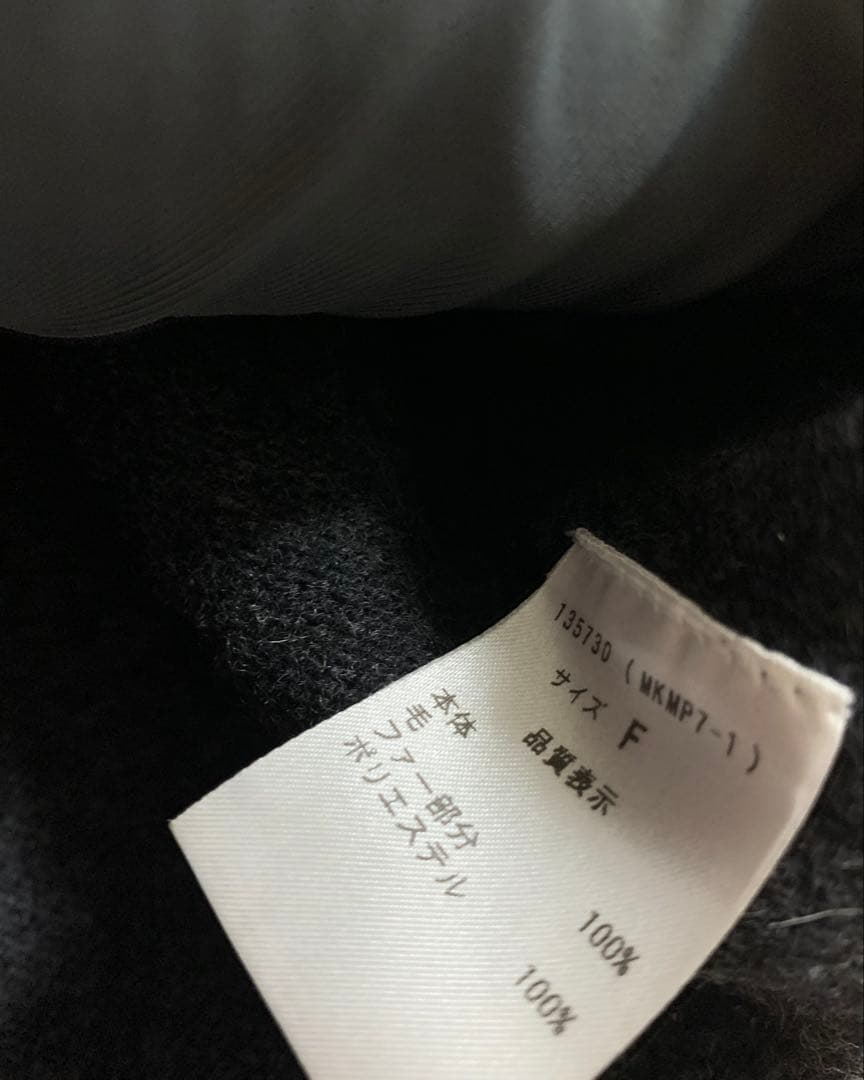 135730 (MKMP7-1)
サイズ F
品質表示
本体
毛 100%
ファー部分
ポリエステル 100%